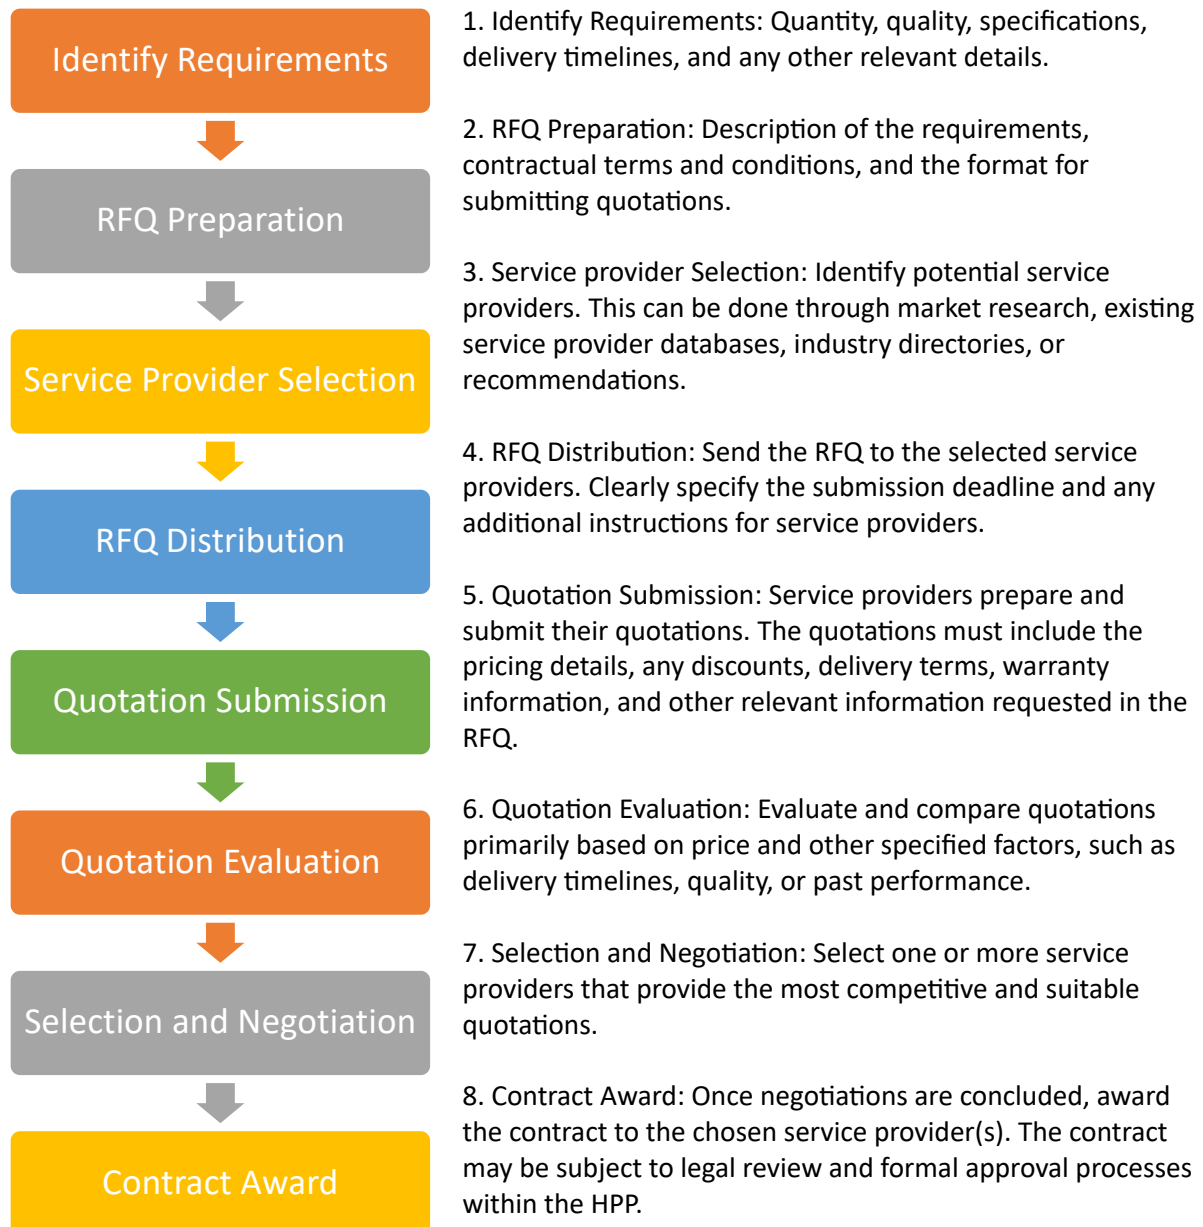 Identify Requirements
RFQ Preparation
Service Provider Selection
RFQ Distribution
Quotation Submission
Quotation Evaluation
Selection and Negotiation
Contract Award
1. Identify Requirements: Quantity, quality, specifications,
delivery timelines, and any other relevant details.
2. RFQ Preparation: Description of the requirements,
contractual terms and conditions, and the format for
submitting quotations.
3. Service provider Selection: Identify potential service
providers. This can be done through market research, existing
service provider databases, industry directories, or
recommendations.
4. RFQ Distribution: Send the RFQ to the selected service
providers. Clearly specify the submission deadline and any
additional instructions for service providers.
5. Quotation Submission: Service providers prepare and
submit their quotations. The quotations must include the
pricing details, any discounts, delivery terms, warranty
information, and other relevant information requested in the
RFQ.
6. Quotation Evaluation: Evaluate and compare quotations
primarily based on price and other specified factors, such as
delivery timelines, quality, or past performance.
7. Selection and Negotiation: Select one or more service
providers that provide the most competitive and suitable
quotations.
8. Contract Award: Once negotiations are concluded, award
the contract to the chosen service provider(s). The contract
may be subject to legal review and formal approval processes
within the HPP.